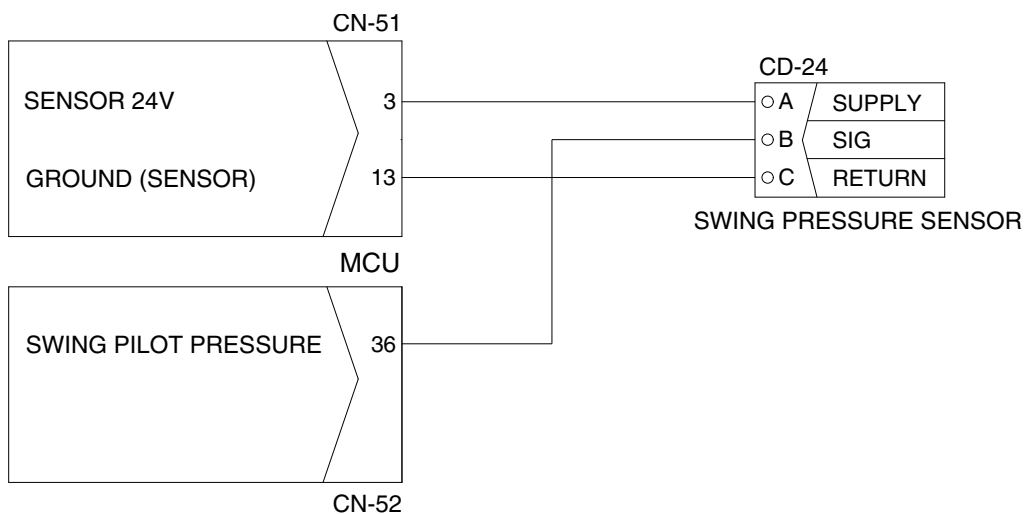 CN-51
SENSOR 24V 3
GROUND (SENSOR) 13
MCU
SWING PILOT PRESSURE 36
CN-52
CD-24
A SUPPLY
B SIG
C RETURN
SWING PRESSURE SENSOR